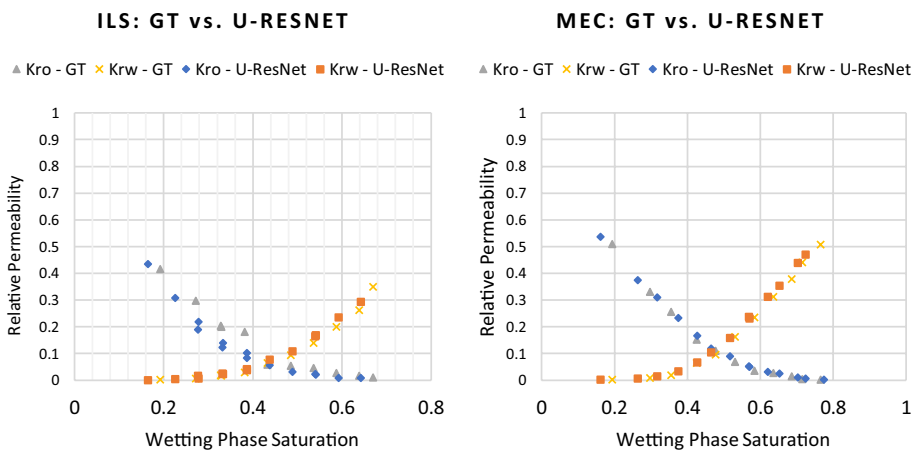 ILS: GT vs. U-RESNET
Kro - GT Krw - GT Kro - U-ResNet Krw - U-ResNet
1
0.9
0.8
0.7
0.6
0.5
0.4
0.3
0.2
0.1
0
Relative Permeability
0 0.2 0.4 0.6 0.8
Wetting Phase Saturation
MEC: GT vs. U-RESNET
Kro - GT Krw - GT Kro - U-ResNet Krw - U-ResNet
1
0.9
0.8
0.7
0.6
0.5
0.4
0.3
0.2
0.1
0
Relative Permeability
0 0.2 0.4 0.6 0.8 1
Wetting Phase Saturation